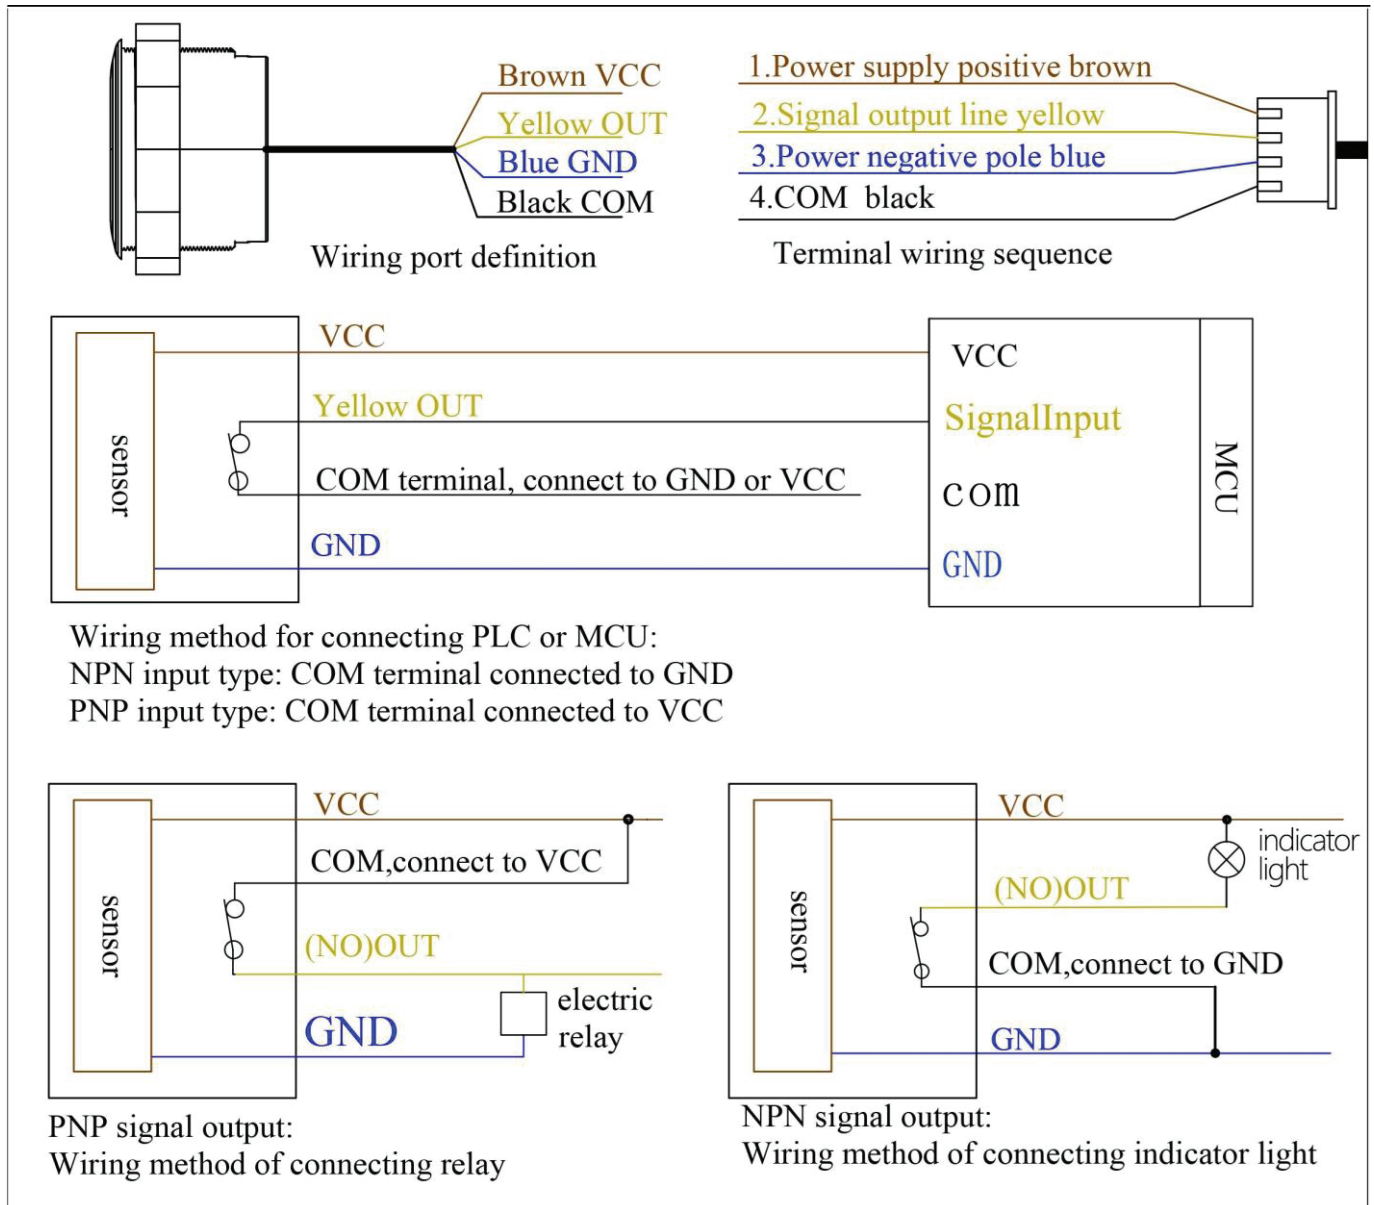 Brown VCC
Yellow OUT
Blue GND
Black COM
Wiring port definition
1.Power supply positive brown
2.Signal output line yellow
3.Power negative pole blue
4.COM black
Terminal wiring sequence
sensor
VCC
Yellow OUT
COM terminal, connect to GND or VCC
GND
VCC
SignalInput
COM
GND
MCU
Wiring method for connecting PLC or MCU:
NPN input type: COM terminal connected to GND
PNP input type: COM terminal connected to VCC
sensor
VCC
COM,connect to VCC
(NO)OUT
GND
electric
relay
PNP signal output:
Wiring method of connecting relay
sensor
VCC
indicator
light
(NO)OUT
COM,connect to GND
GND
NPN signal output:
Wiring method of connecting indicator light